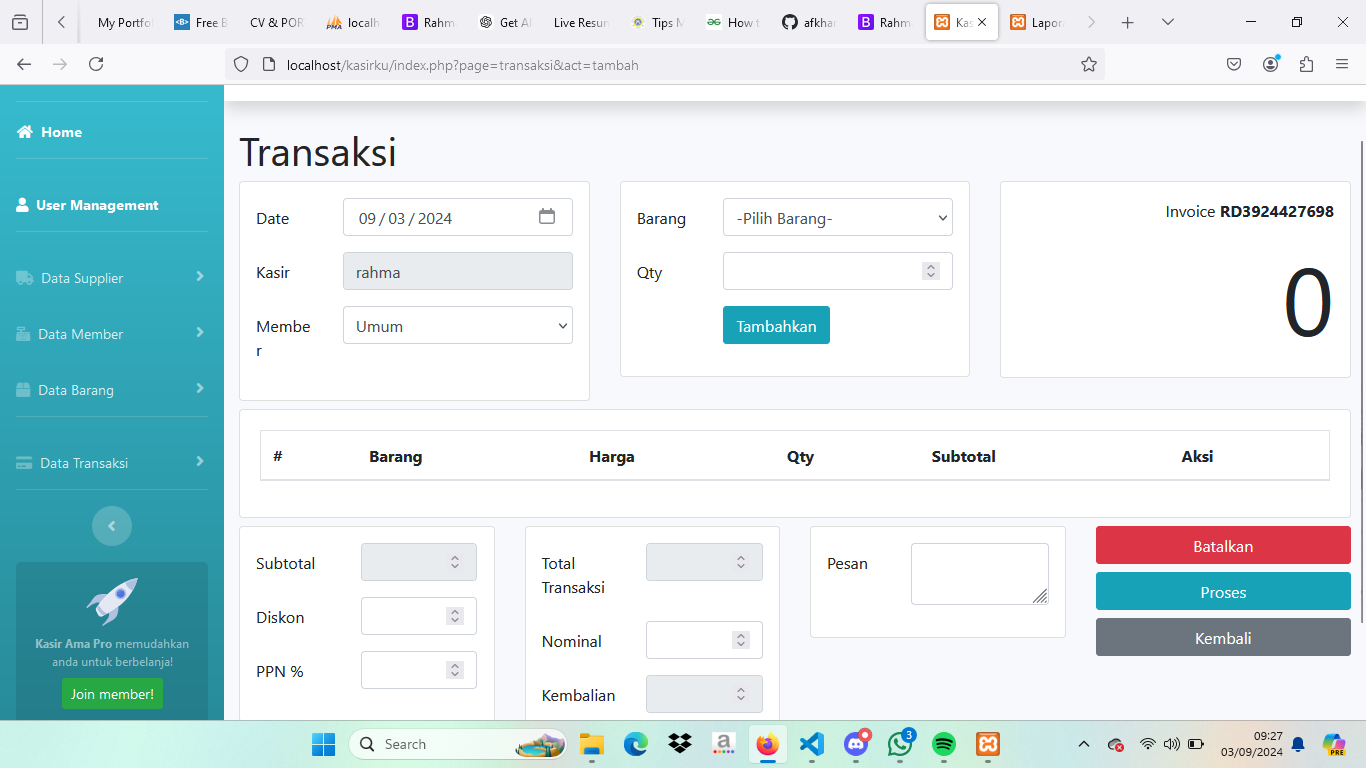 My Portfo
Free B
CV & POR
localh
Rahm
Get AI
Live Resun
Tips M
How t
afkhar
Rahm
Kas
Lapor
localhost/kasirku/index.php?page=transaksi&act=tambah
Home
User Management
Data Supplier
Data Member
Data Barang
Data Transaksi
Kasir Ama Pro memudahkan
anda untuk berbelanja!
Join member!
Transaksi
Date
09 / 03 / 2024
Kasir
rahma
Membe
r
Umum
Barang
-Pilih Barang-
Qty
Tambahkan
Invoice RD3924427698
0
# Barang Harga Qty Subtotal Aksi
Subtotal
Diskon
PPN %
Total
Transaksi
Nominal
Kembalian
Pesan
Batalkan
Proses
Kembali
Search
3
09:27
03/09/2024
PRE